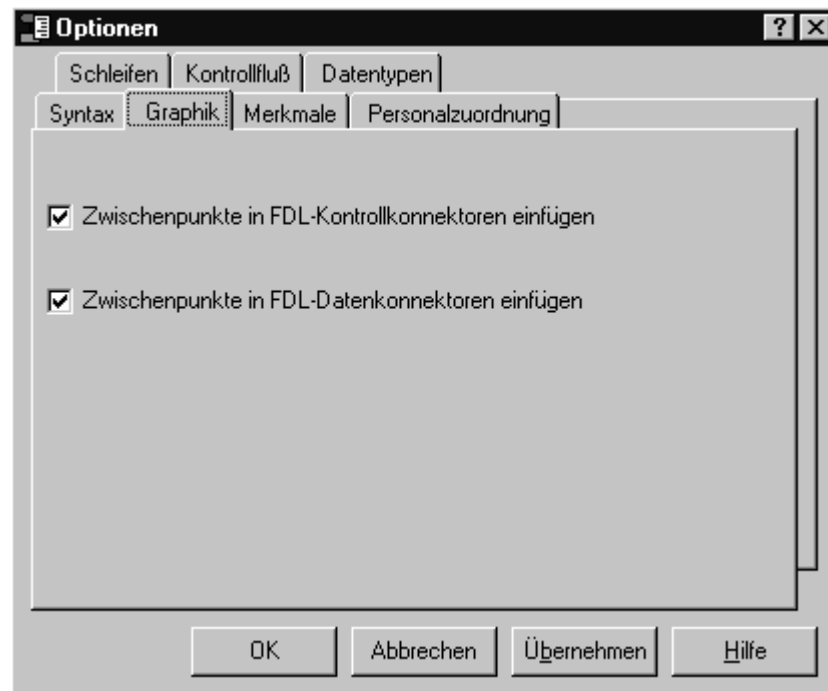 Optionen
Schleifen Kontrollfluß Datentypen
Syntax Graphik Merkmale Personalzuordnung
Zwischenpunkte in FDL-Kontrollkonnektoren einfügen
Zwischenpunkte in FDL-Datenkonnektoren einfügen
OK Abbrechen Übernehmen Hilfe